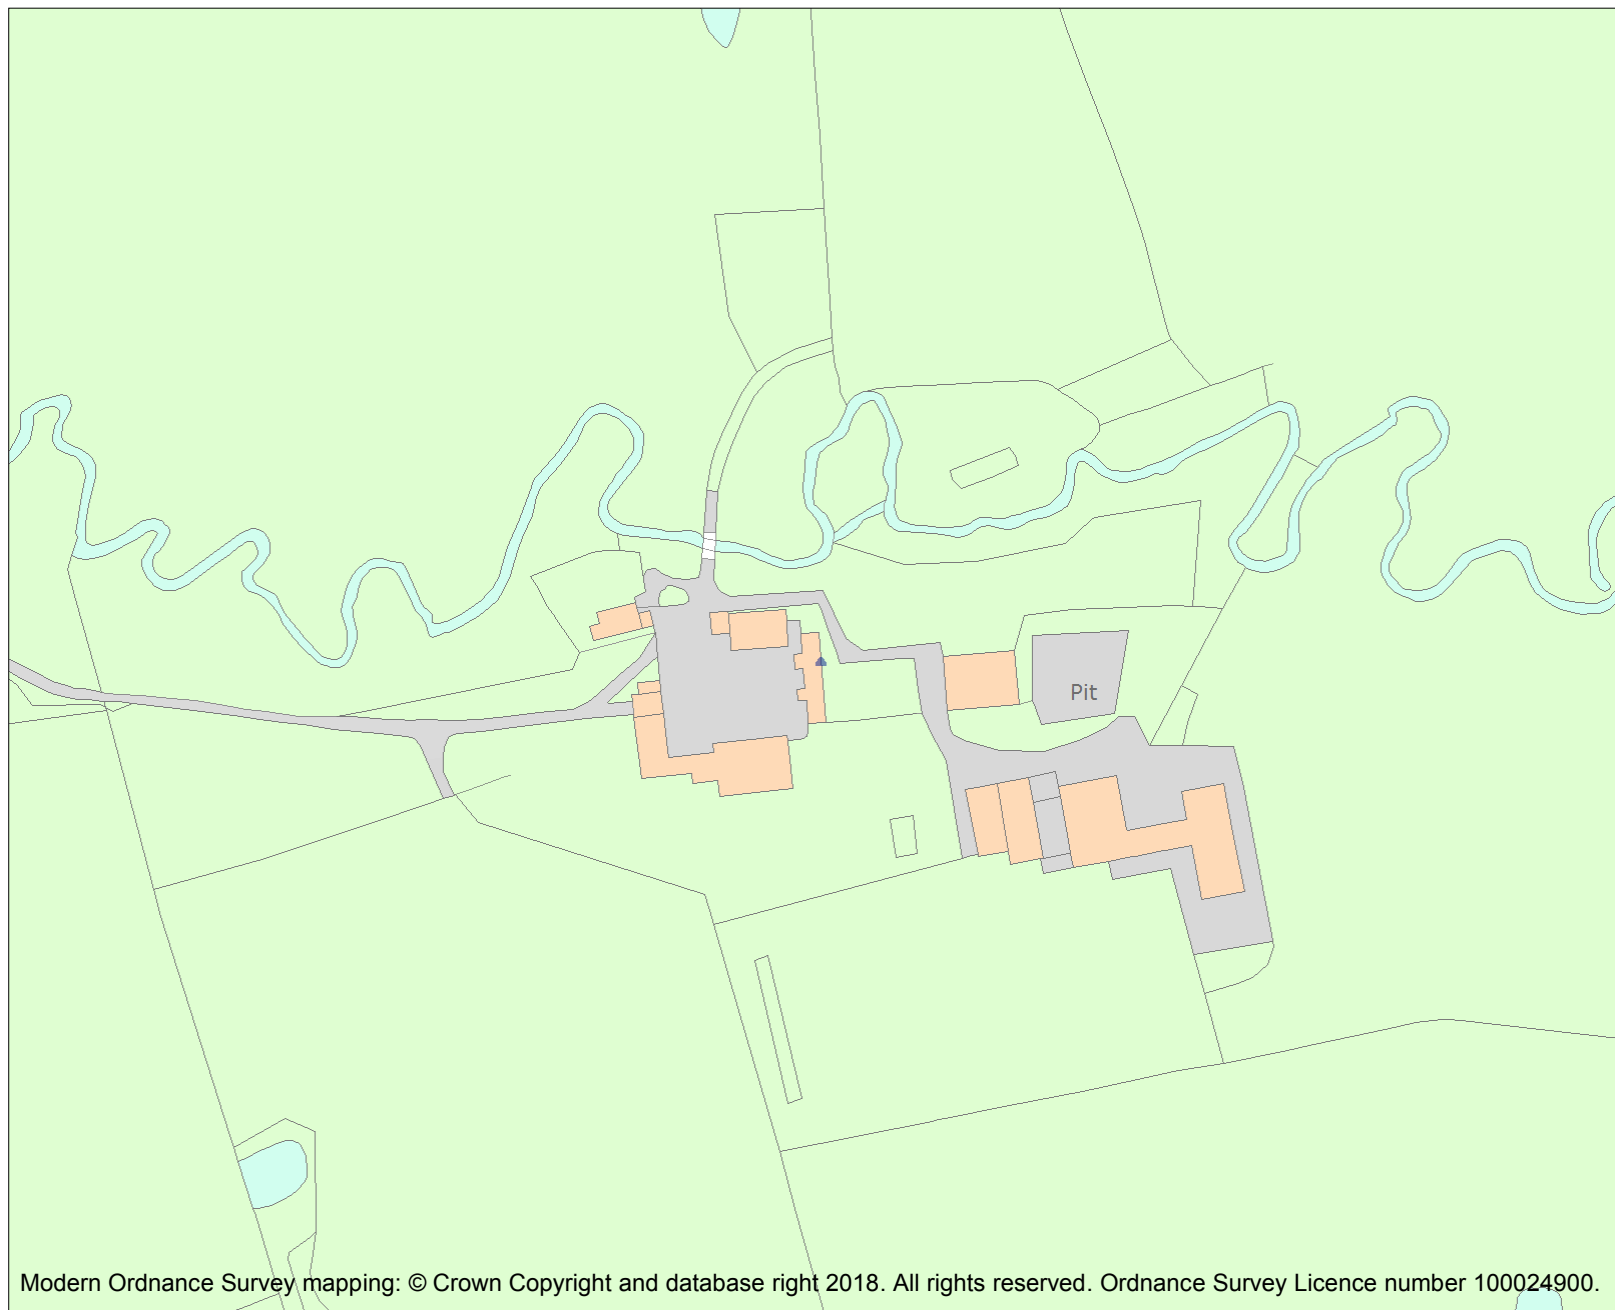 Pit
Modern Ordnance Survey mapping: © Crown Copyright and database right 2018. All rights reserved. Ordnance Survey Licence number 100024900.